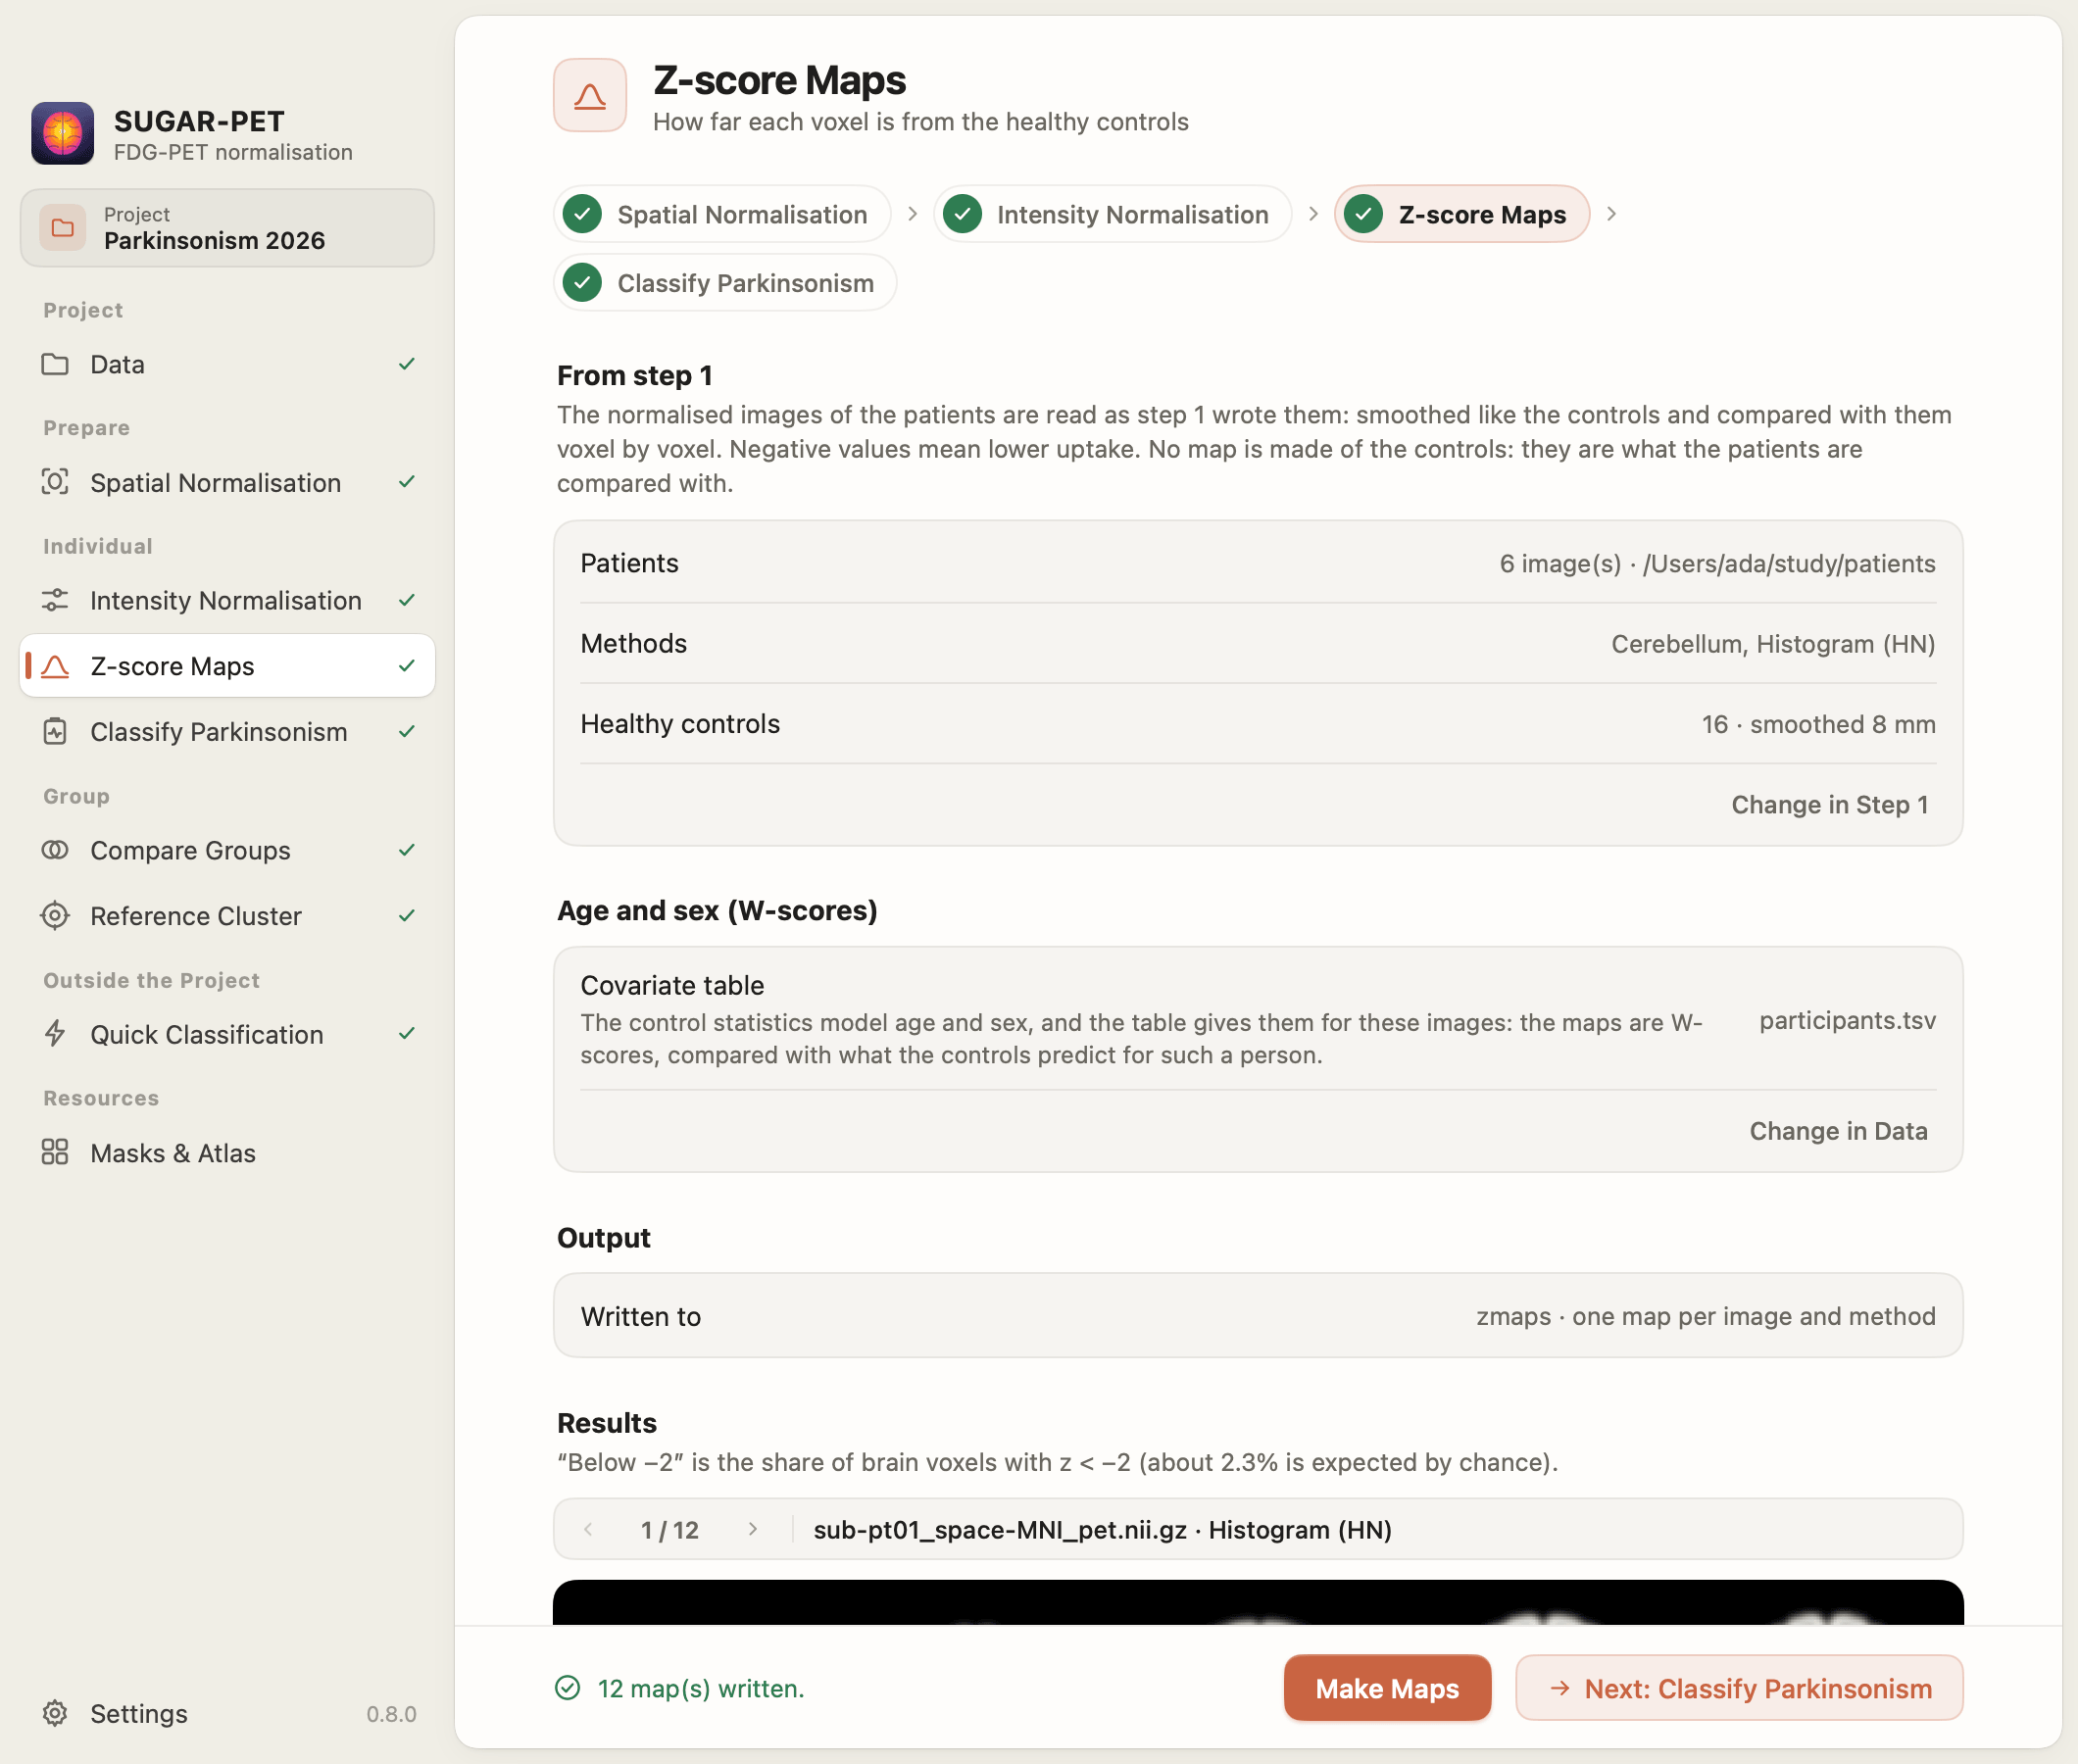 SUGAR-PET
FDG-PET normalisation
Project
Parkinsonism 2026
Project
Data
Prepare
Spatial Normalisation
Individual
Intensity Normalisation
Z-score Maps
Classify Parkinsonism
Group
Compare Groups
Reference Cluster
Outside the Project
Quick Classification
Resources
Masks & Atlas
Settings
0.8.0
Z-score Maps
How far each voxel is from the healthy controls
Spatial Normalisation
Intensity Normalisation
Z-score Maps
Classify Parkinsonism
From step 1
The normalised images of the patients are read as step 1 wrote them: smoothed like the controls and compared with them
voxel by voxel. Negative values mean lower uptake. No map is made of the controls: they are what the patients are
compared with.
Patients
6 image(s) · /Users/ada/study/patients
Methods
Cerebellum, Histogram (HN)
Healthy controls
16 · smoothed 8 mm
Change in Step 1
Age and sex (W-scores)
Covariate table
The control statistics model age and sex, and the table gives them for these images: the maps are W-
scores, compared with what the controls predict for such a person.
participants.tsv
Change in Data
Output
Written to
zmaps · one map per image and method
Results
“Below −2” is the share of brain voxels with z < −2 (about 2.3% is expected by chance).
1 / 12
sub-pt01_space-MNI_pet.nii.gz · Histogram (HN)
12 map(s) written.
Make Maps
Next: Classify Parkinsonism